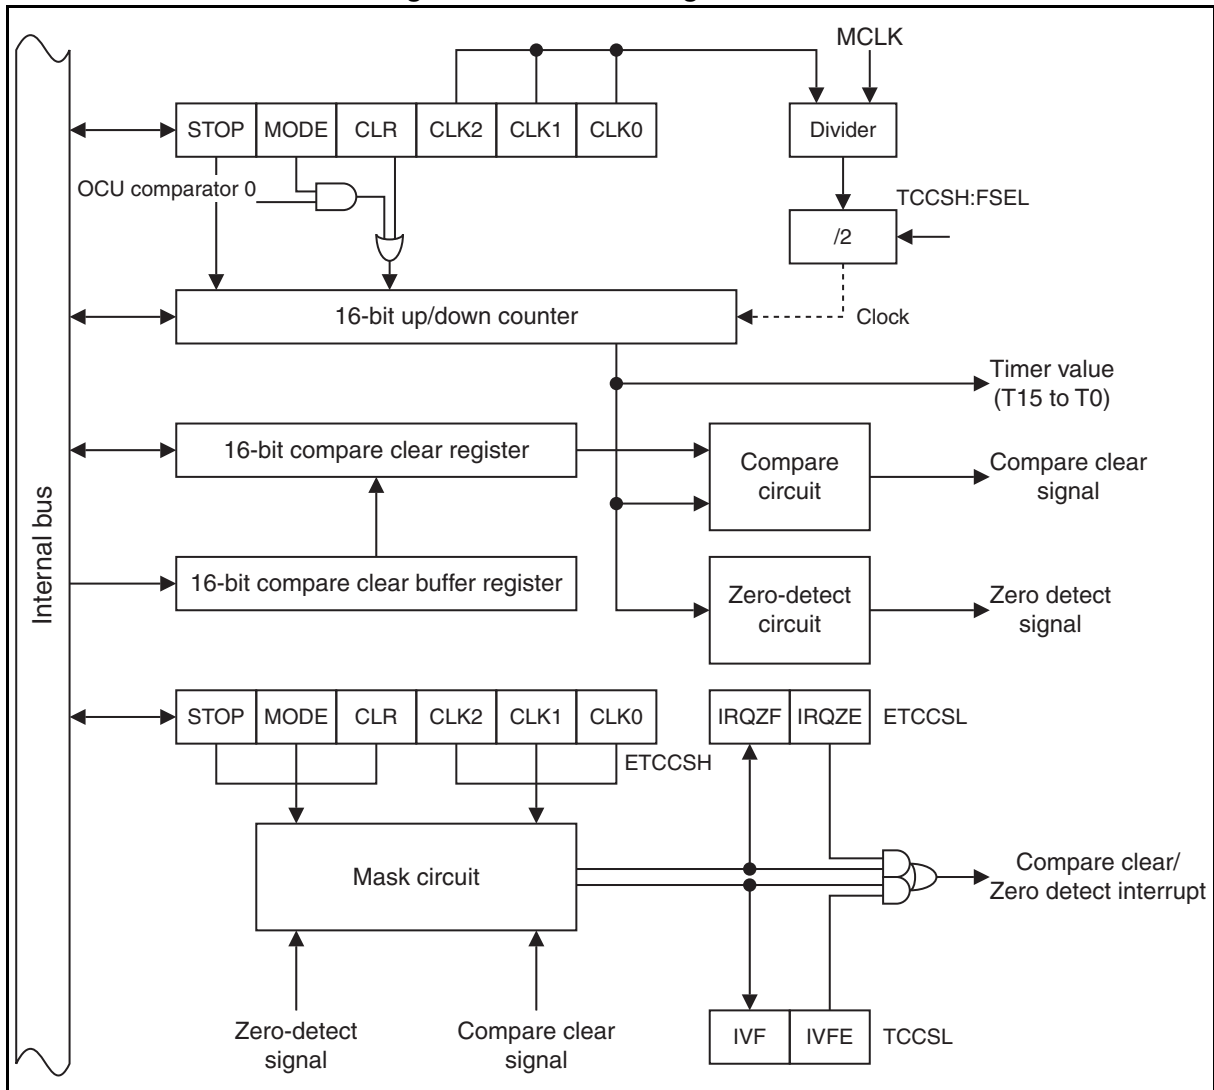 MCLK
STOP MODE CLR CLK2 CLK1 CLK0
Divider
OCU comparator 0
TCCSH:FSEL
/2
16-bit up/down counter
Clock
Timer value
(T15 to T0)
16-bit compare clear register
Compare
circuit
Compare clear
signal
Internal bus
16-bit compare clear buffer register
Zero-detect
circuit
Zero detect
signal
STOP MODE CLR CLK2 CLK1 CLK0
ETCCSH
IRQZF IRQZE ETCCSL
Mask circuit
Compare clear/
Zero detect interrupt
Zero-detect
signal
Compare clear
signal
IVF IVFE TCCSL